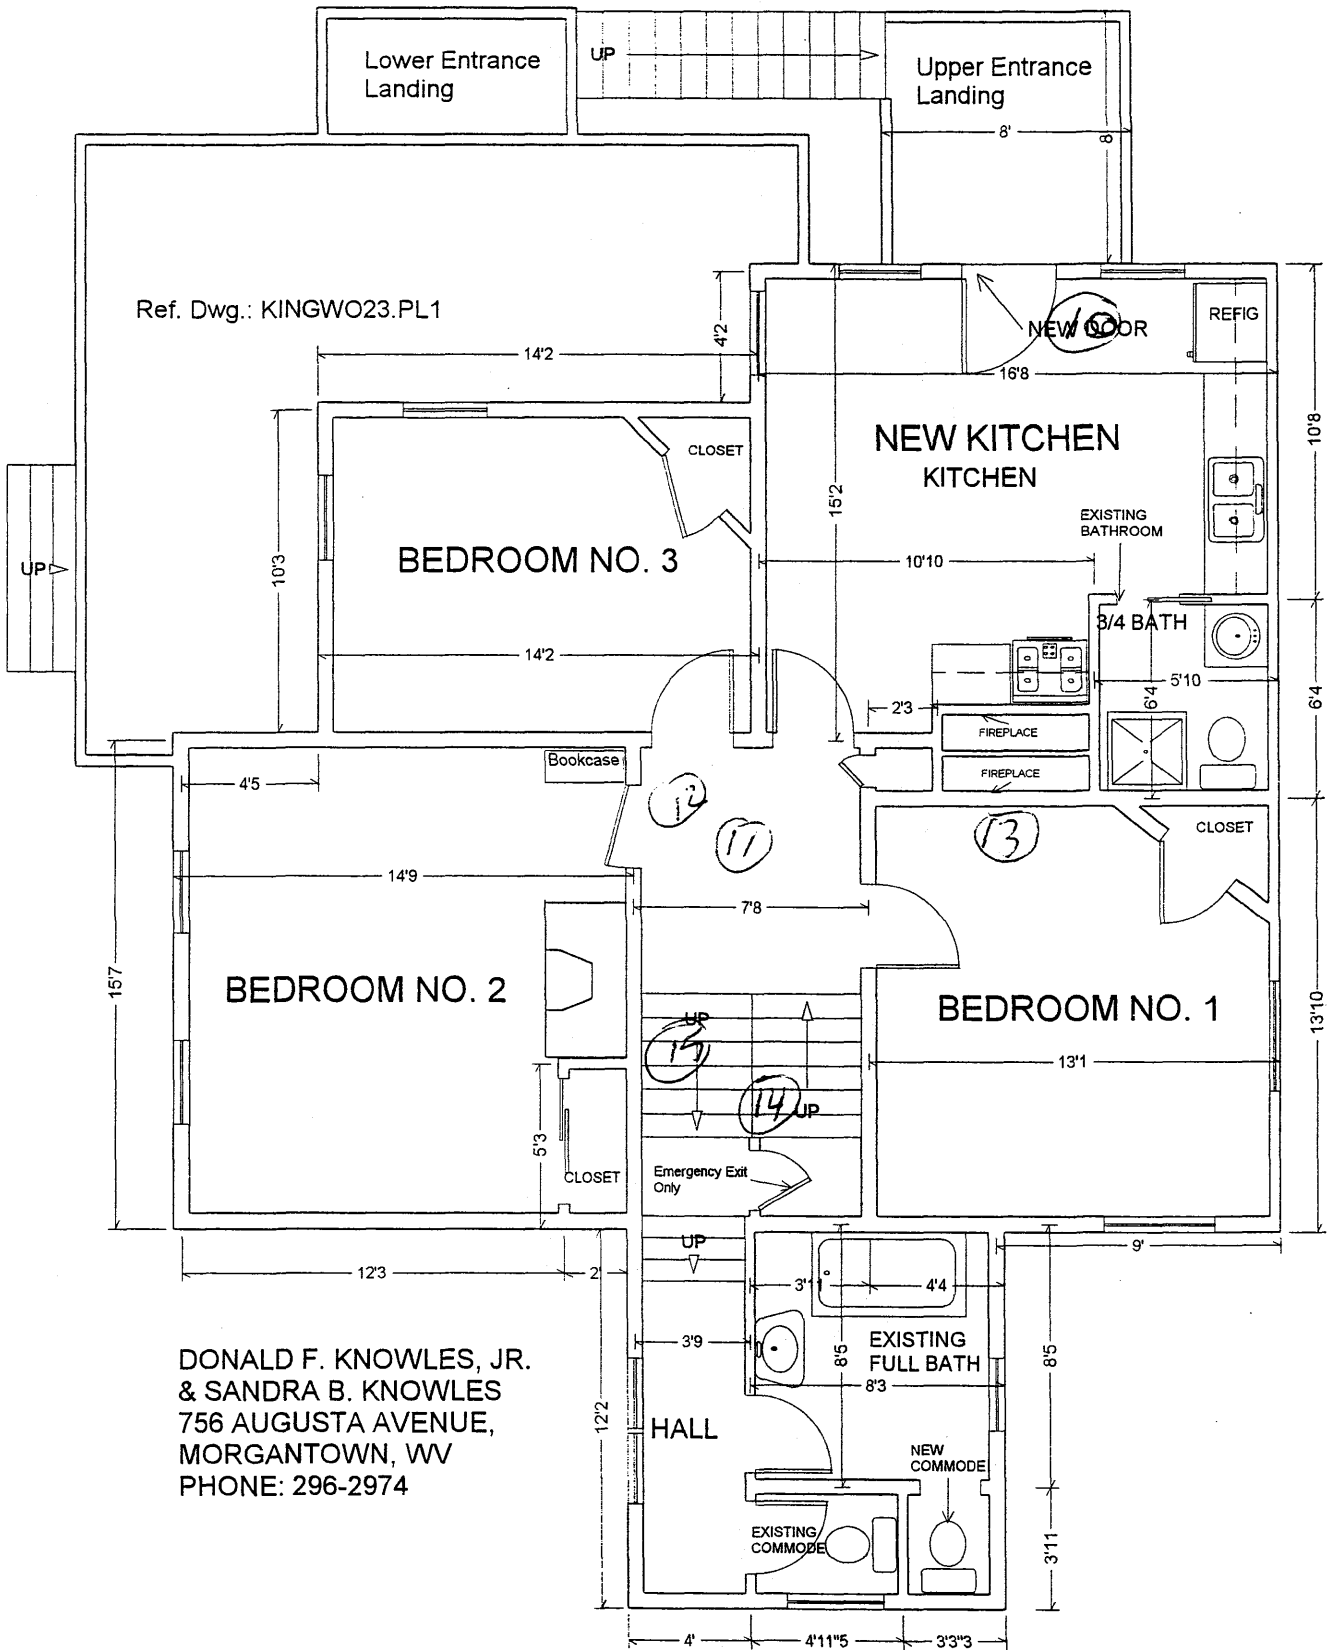 Lower Entrance
Landing
UP
Upper Entrance
Landing
8'
8'
Ref. Dwg.: KINGWO23.PL1
14'2
4'2
NEW DOOR
10
REFIG
16'8
NEW KITCHEN
KITCHEN
10'8
CLOSET
15'2
EXISTING
BATHROOM
UP
10'3
BEDROOM NO. 3
10'10
3/4 BATH
14'2
5'10
6'4
6'4
2'3
FIREPLACE
FIREPLACE
Bookcase
4'5
12
11
13
CLOSET
14'9
7'8
15'7
BEDROOM NO. 2
BEDROOM NO. 1
13'10
UP
15
13'1
14
UP
5'3
CLOSET
Emergency Exit
Only
UP
9'
12'3
2'
3'11
4'4
3'9
8'5
EXISTING
FULL BATH
8'5
8'3
DONALD F. KNOWLES, JR.
& SANDRA B. KNOWLES
756 AUGUSTA AVENUE,
MORGANTOWN, WV
PHONE: 296-2974
12'2
HALL
NEW
COMMODE
EXISTING
COMMODE
3'11
4'
4'11"5
3'3"3